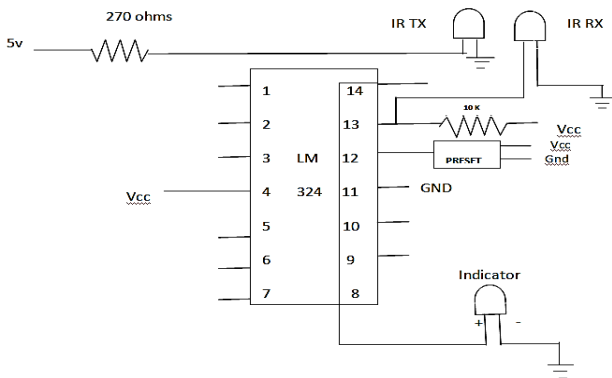 270 ohms
IR TX
IR RX
5v
1
14
10 K
2
13
Vcc
Vcc
3
LM
12
PRESET
Gnd
Vcc
4
324
11
GND
5
10
6
9
Indicator
7
8
+
-